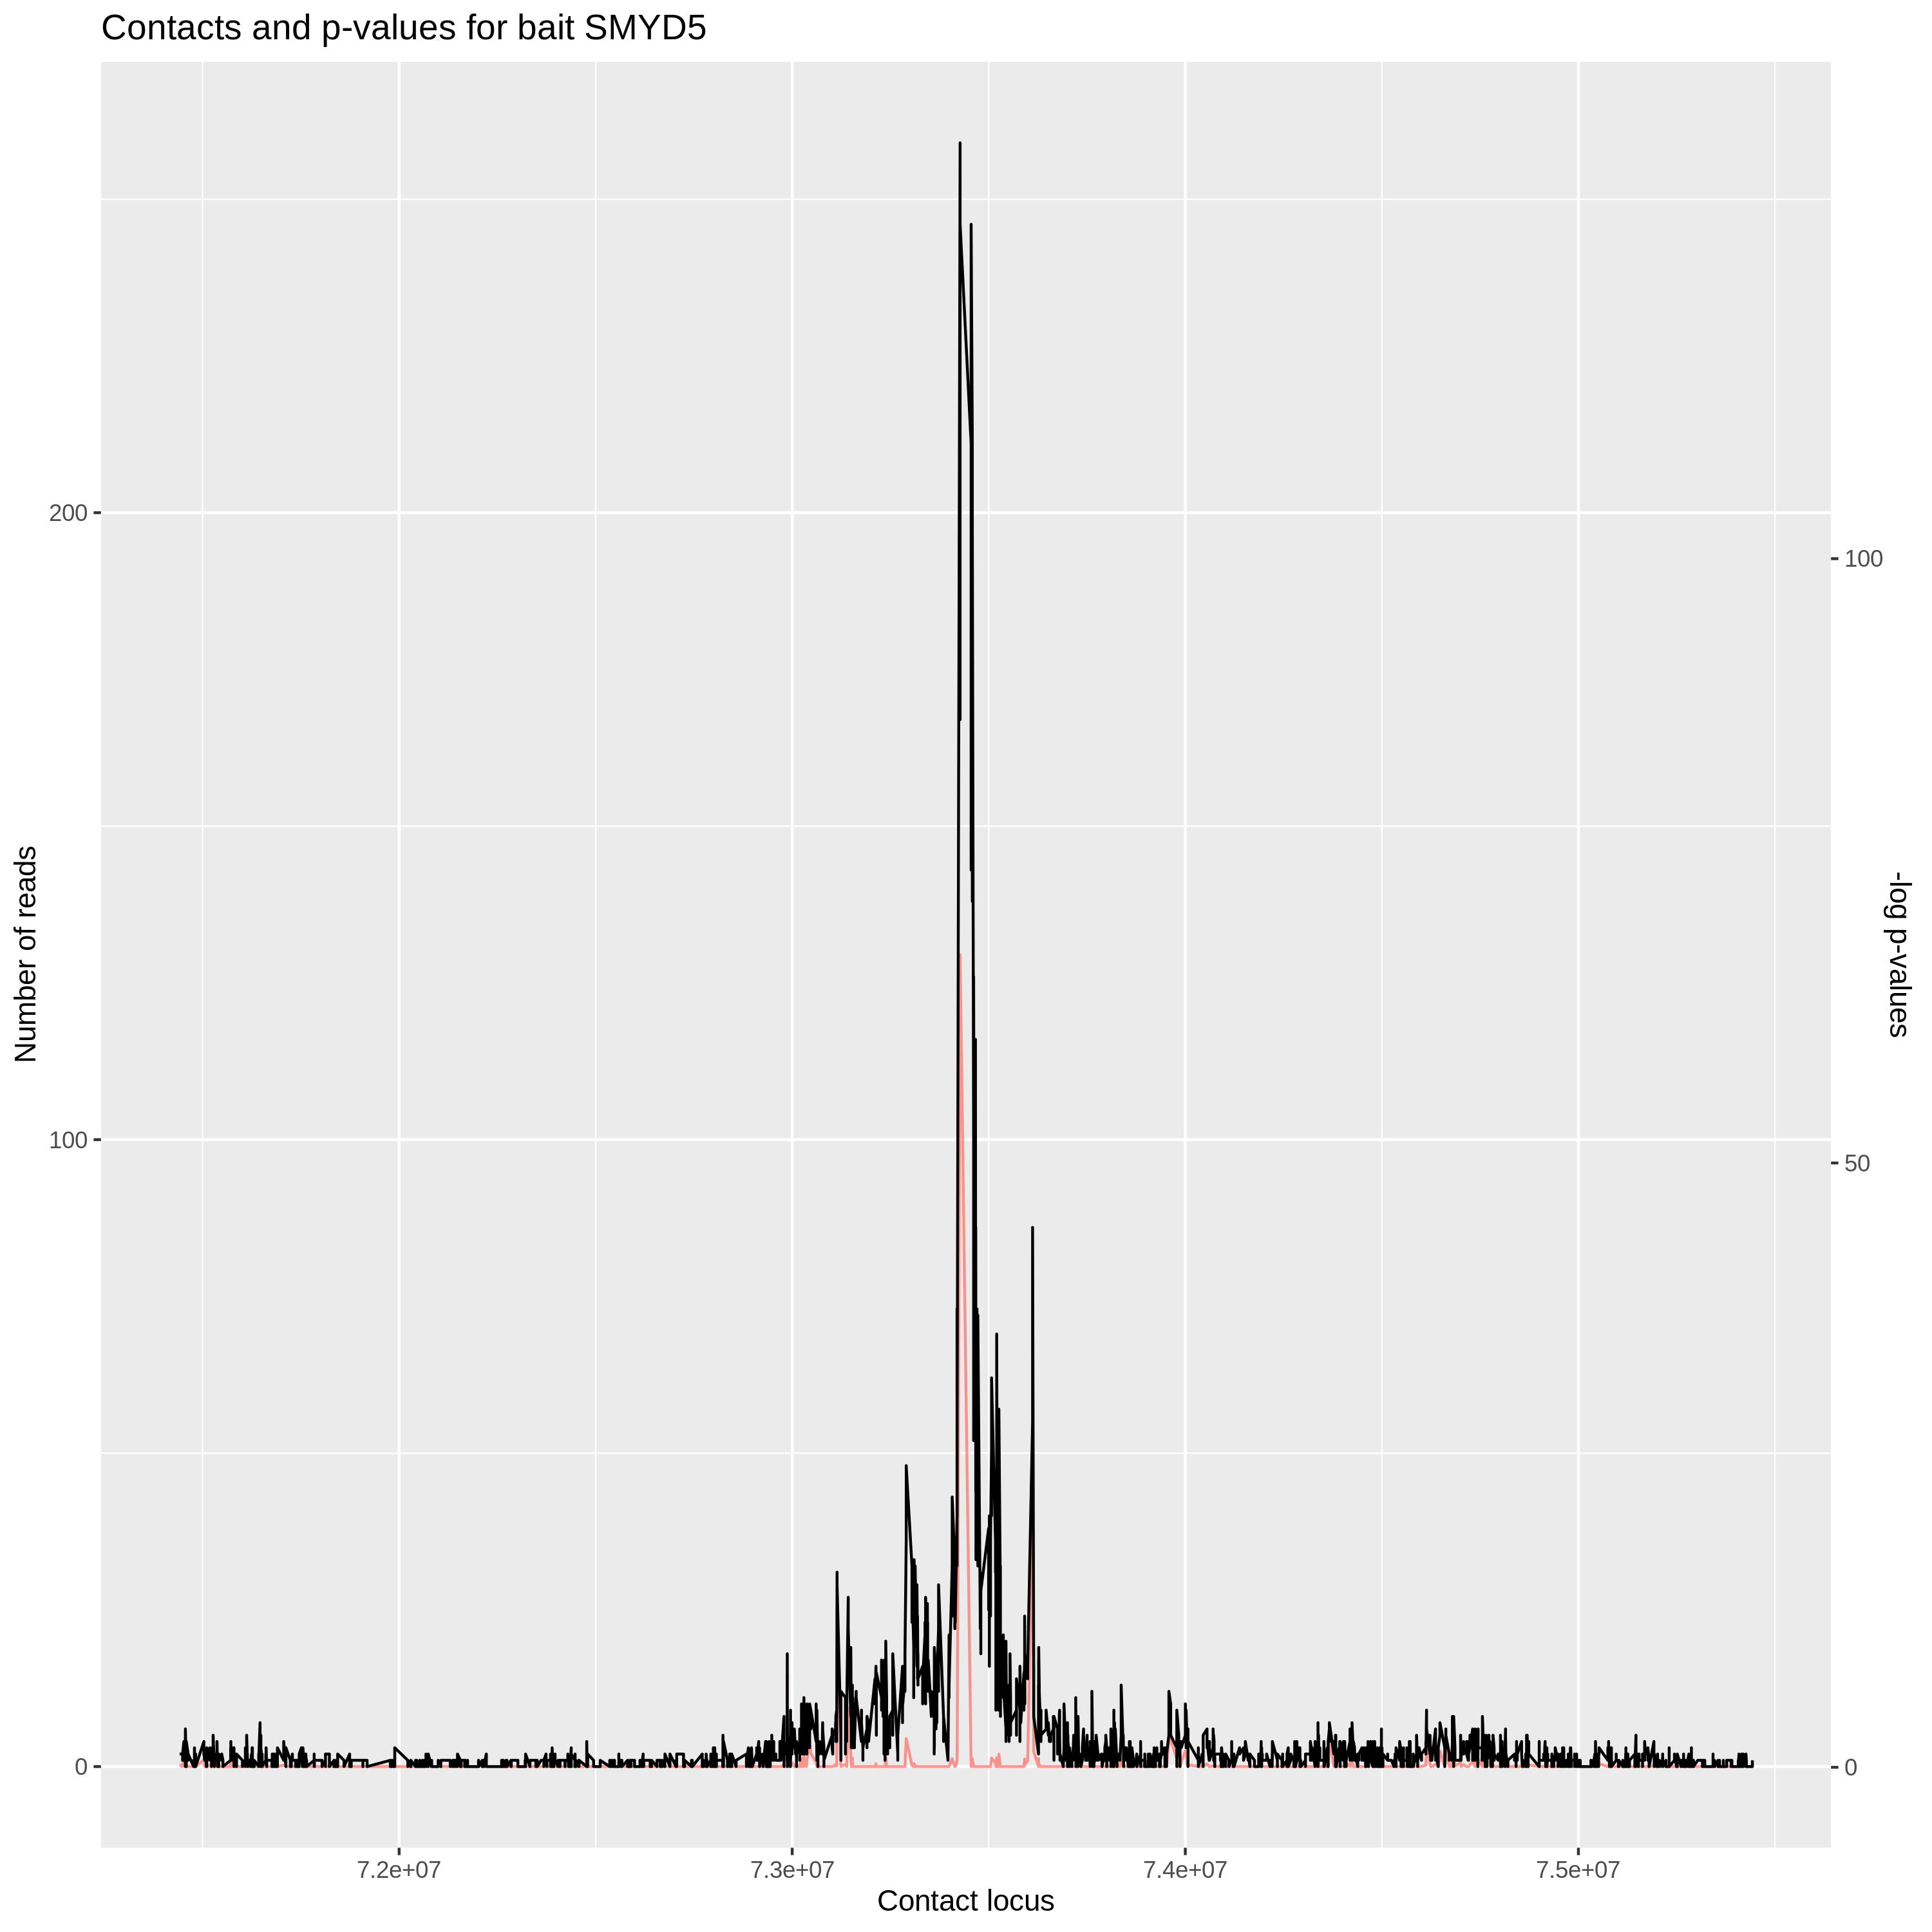 Contacts and p-values for bait SMYD5
Number of reads
200
100
0
100
50
0
-log p-values
7.2e+07
7.3e+07
7.4e+07
7.5e+07
Contact locus